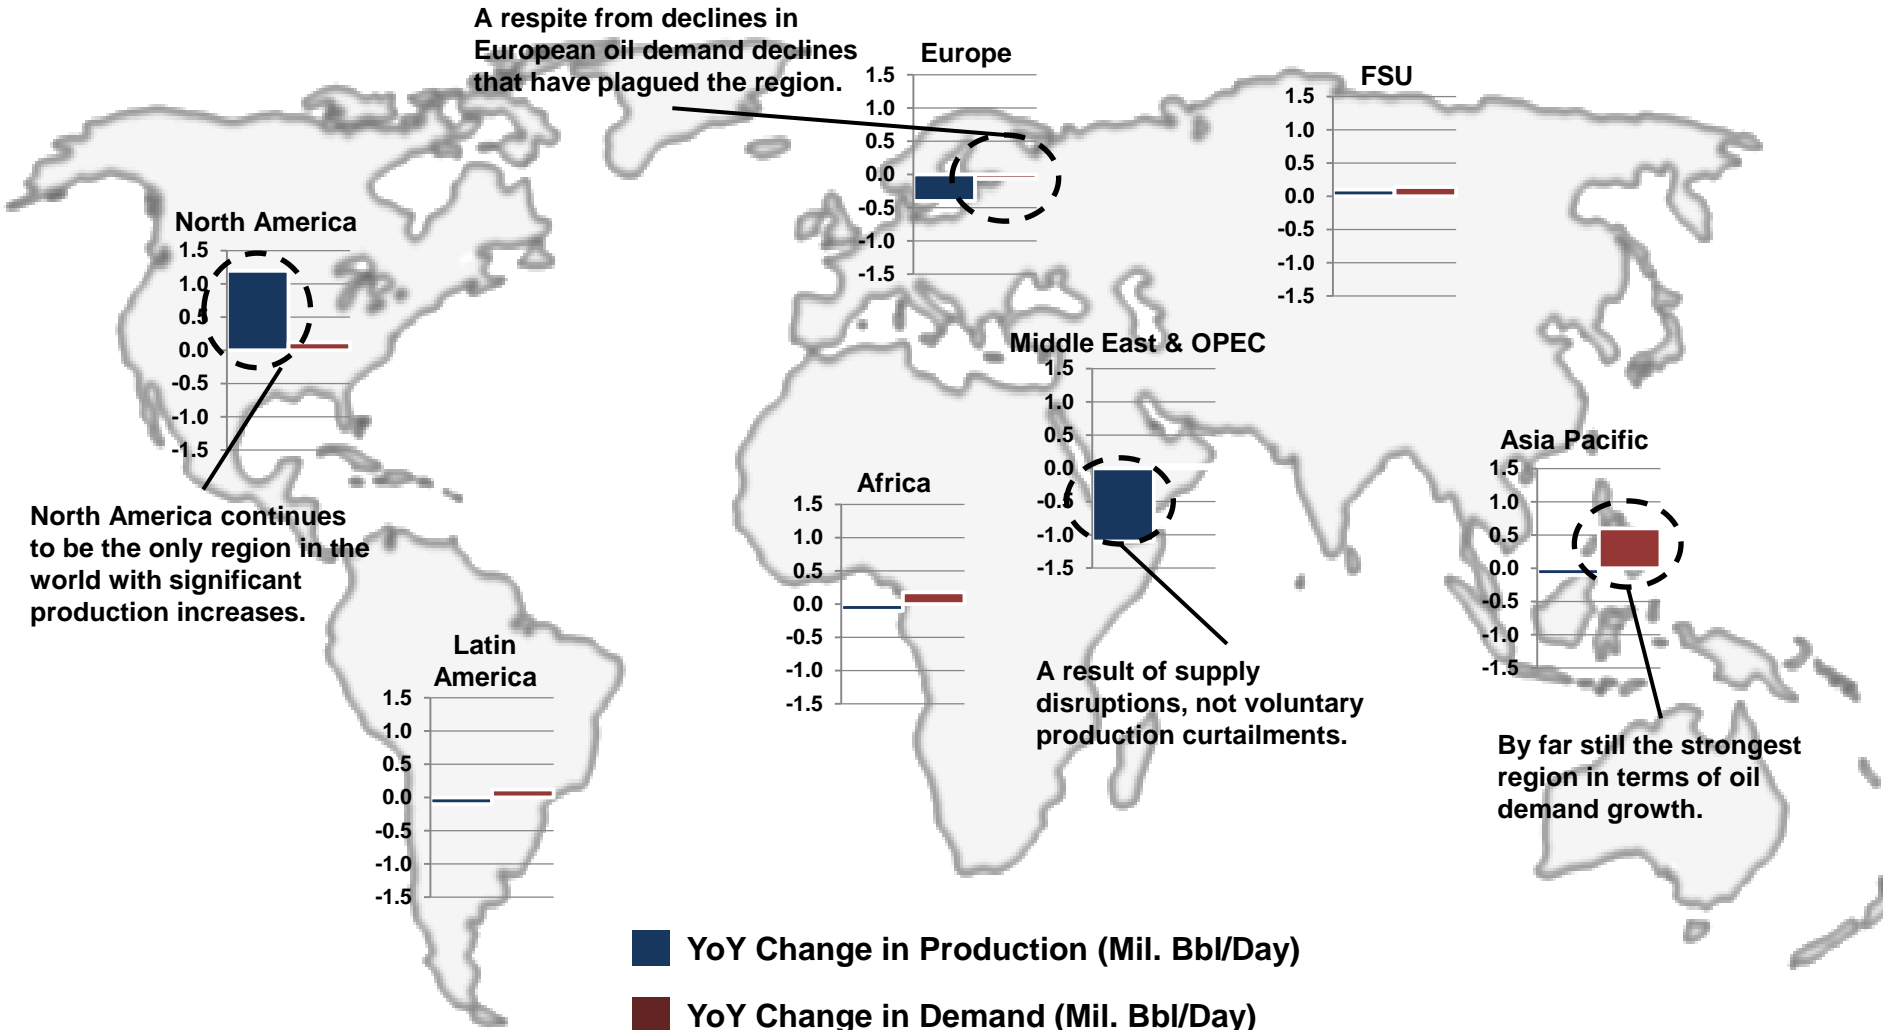 A respite from declines in
European oil demand declines
that have plagued the region.
Europe
1.5
1.0
0.5
0.0
-0.5
-1.0
-1.5
FSU
1.5
1.0
0.5
0.0
-0.5
-1.0
-1.5
North America
1.5
1.0
0.5
0.0
-0.5
-1.0
-1.5
North America continues
to be the only region in the
world with significant
production increases.
Middle East & OPEC
1.5
1.0
0.5
0.0
-0.5
-1.0
-1.5
A result of supply
disruptions, not voluntary
production curtailments.
Asia Pacific
1.5
1.0
0.5
0.0
-0.5
-1.0
-1.5
By far still the strongest
region in terms of oil
demand growth.
Africa
1.5
1.0
0.5
0.0
-0.5
-1.0
-1.5
Latin
America
1.5
1.0
0.5
0.0
-0.5
-1.0
-1.5
YoY Change in Production (Mil. Bbl/Day)
YoY Change in Demand (Mil. Bbl/Day)